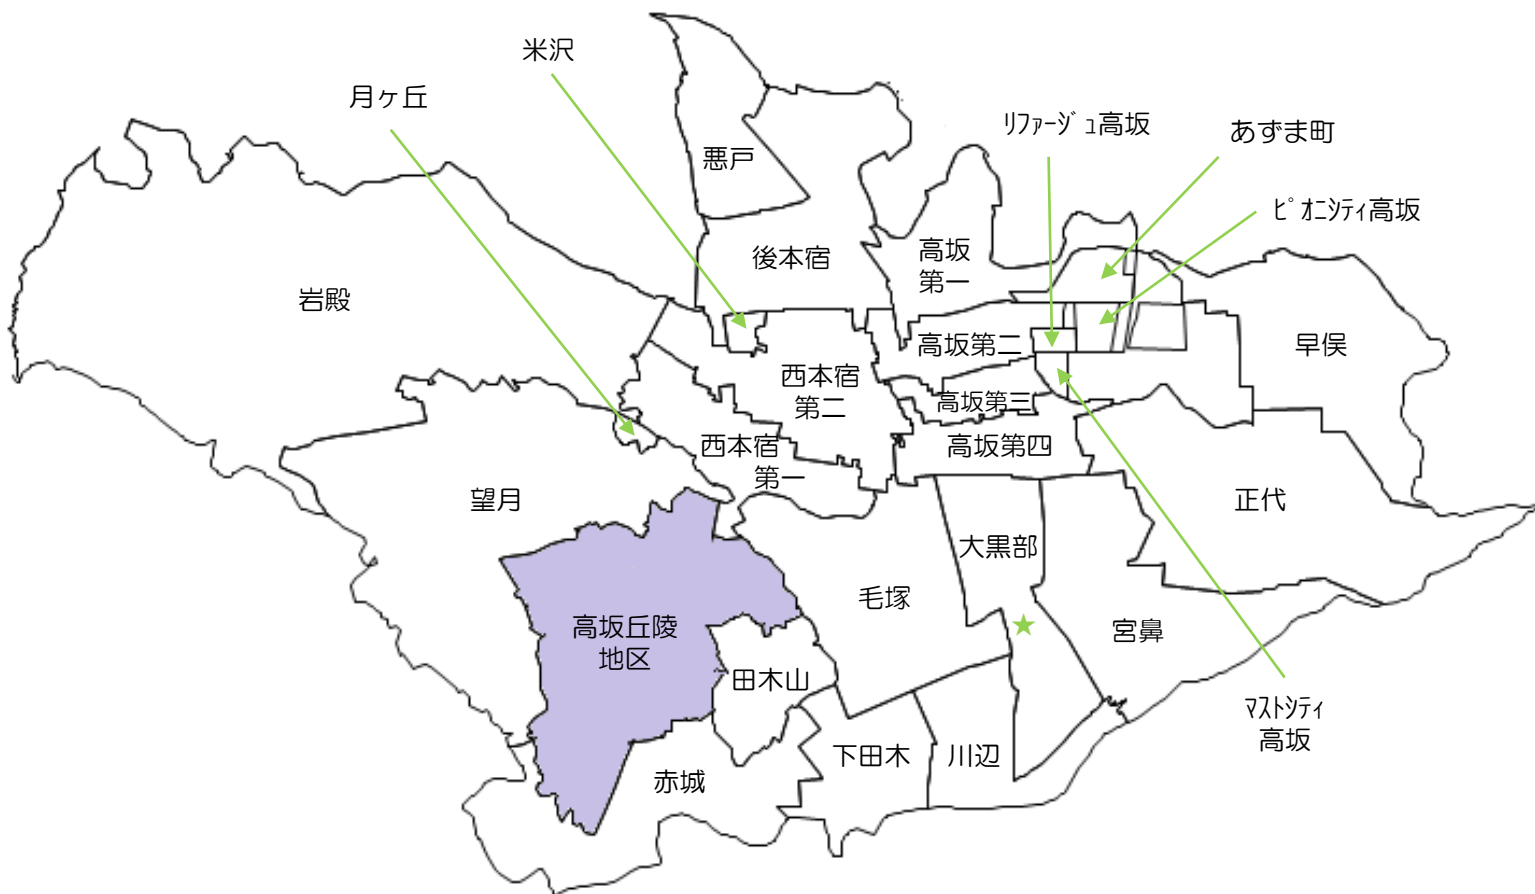 米沢
月ヶ丘
ﾘﾌｧｰｼﾞｭ高坂
あずま町
悪戸
ﾋﾟｵﾆｼﾃｨ高坂
後本宿
高坂
第一
岩殿
高坂第二
早俣
西本宿
第二
高坂第三
西本宿
第一
高坂第四
望月
正代
大黒部
毛塚
高坂丘陵
地区
宮鼻
田木山
ﾏｽﾄｼﾃｨ
高坂
下田木
川辺
赤城